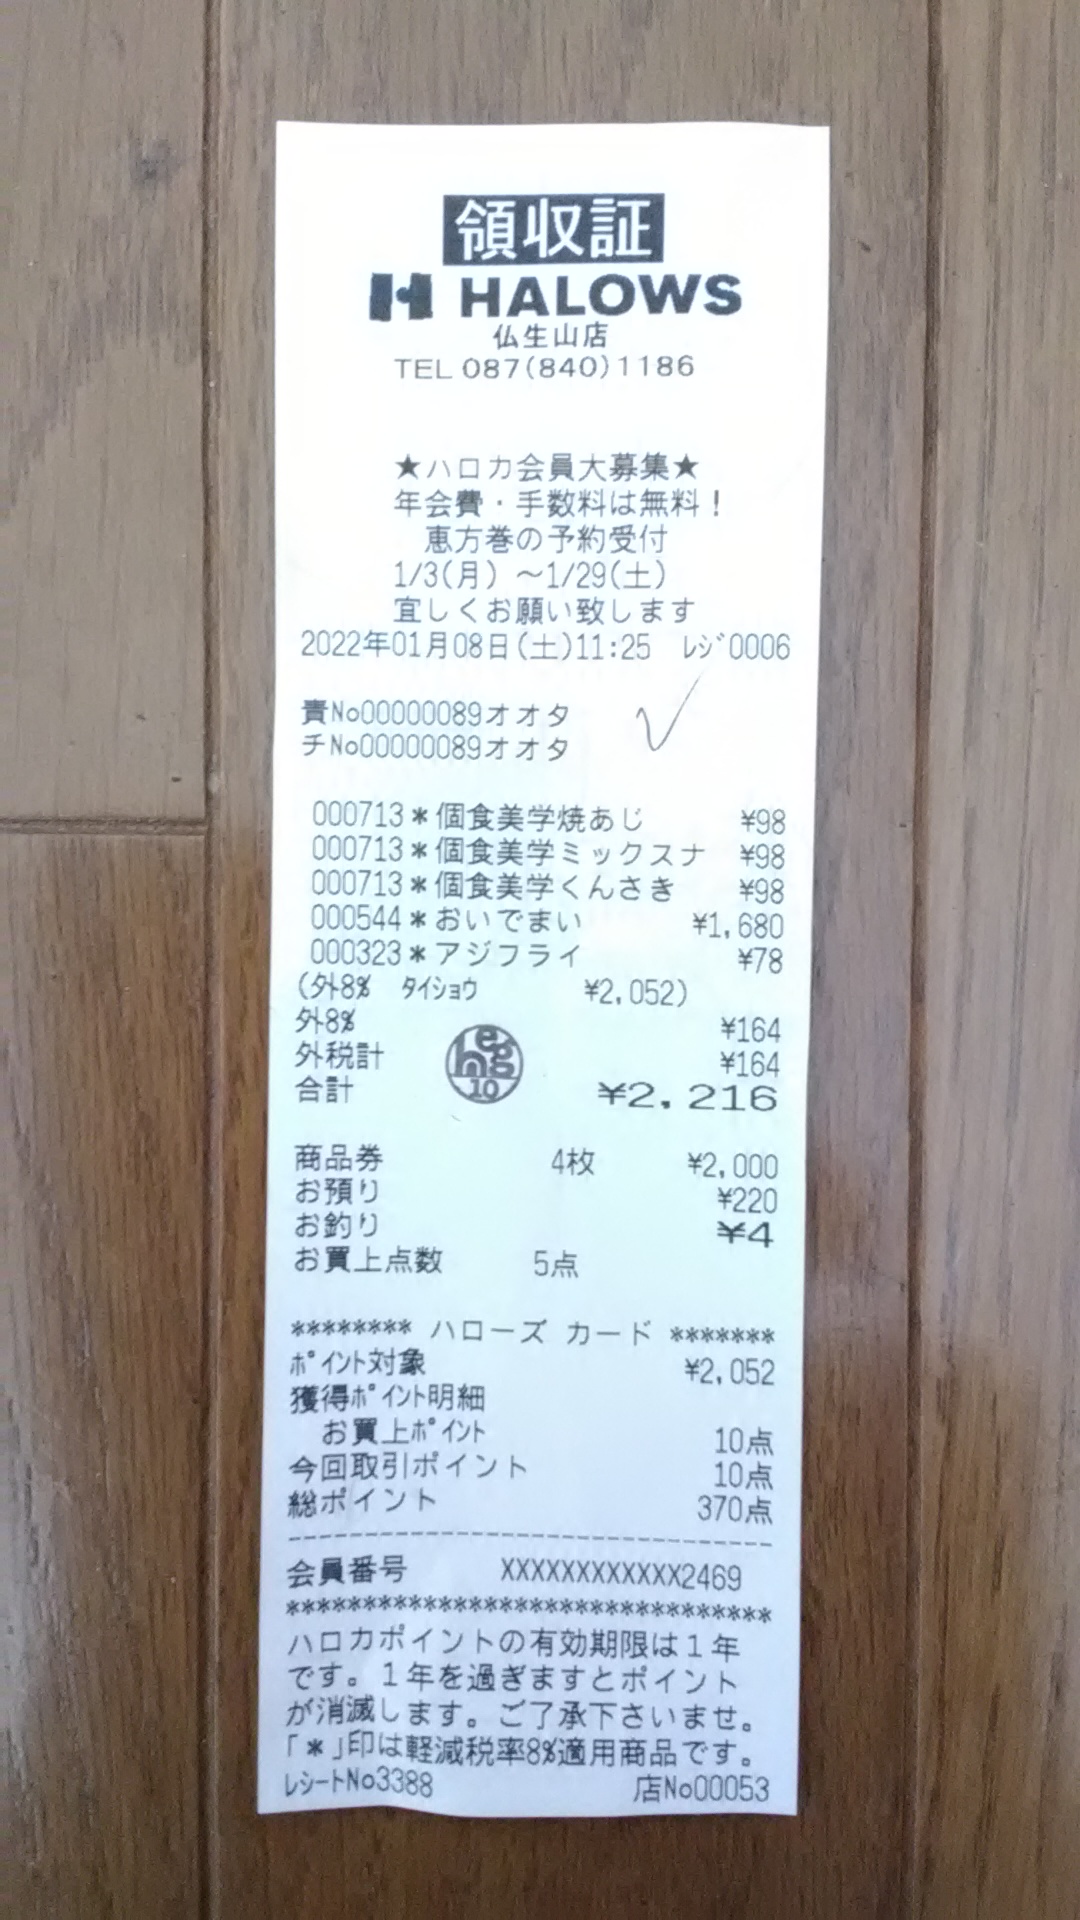 領収証
HALOWS
仏生山店
TEL 087(840)1186
★ハロカ会員大募集★
年会費・手数料は無料!
恵方巻の予約受付
1/3(月)～1/29(土)
宜しくお願い致します
2022年01月08日(土)11:25 ﾚｼﾞ0006
責No00000089オオタ
チNo00000089オオタ
000713*個食美学焼あじ ¥98
000713*個食美学ミックスナ ¥98
000713*個食美学くんさき ¥98
000544*おいでまい ¥1,680
000323*アジフライ ¥78
(外8% ﾀｲｼｮｳ ¥2,052)
外8% ¥164
外税計 ¥164
合計 ¥2,216
heg
10
商品券 4枚 ¥2,000
お預り ¥220
お釣り ¥4
お買上点数 5点
******** ハローズ カード *******
ﾎﾟｲﾝﾄ対象 ¥2,052
獲得ﾎﾟｲﾝﾄ明細
お買上ﾎﾟｲﾝﾄ 10点
今回取引ポイント 10点
総ポイント 370点
--------------------------------
会員番号 XXXXXXXXXXXX2469
********************************
ハロカポイントの有効期限は1年
です。1年を過ぎますとポイント
が消滅します。ご了承下さいませ。
「*」印は軽減税率8%適用商品です。
ﾚｼｰﾄNo3388 店No00053